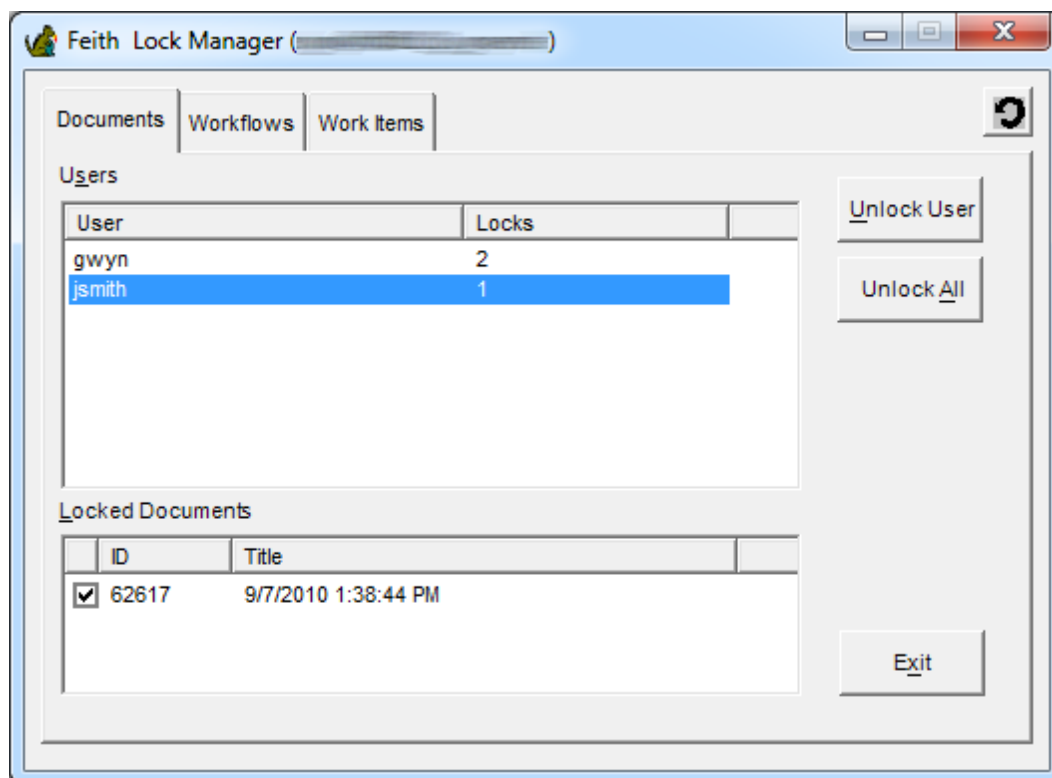 Feith Lock Manager ( )
Documents Workflows Work Items
Users
Unlock User
User Locks
gwyn 2
jsmith 1
Unlock All
Locked Documents
ID Title
62617 9/7/2010 1:38:44 PM
Exit